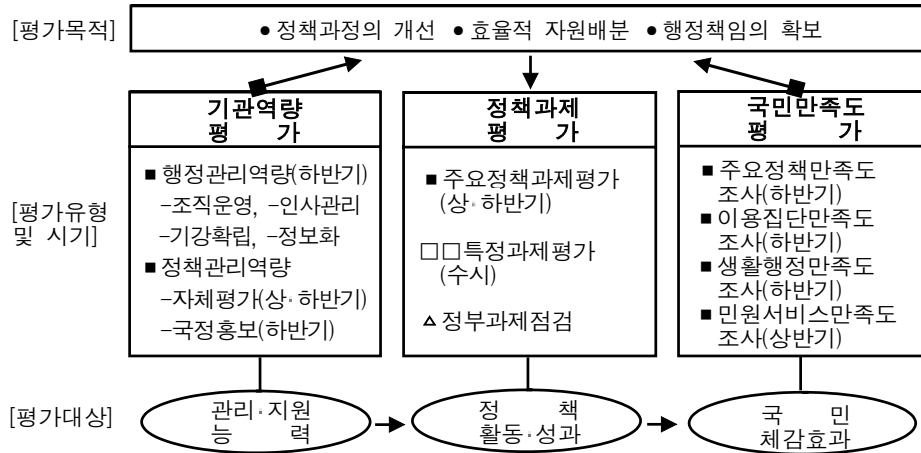 [평가목적]
● 정책과정의 개선 ● 효율적 자원배분 ● 행정책임의 확보
[평가유형
및 시기]
기관역량
평 가
■ 행정관리역량(하반기)
-조직운영, -인사관리
-기강확립, -정보화
■ 정책관리역량
-자체평가(상·하반기)
-국정홍보(하반기)
정책과제
평 가
■ 주요정책과제평가
(상·하반기)
□□특정과제평가
(수시)
△ 정부과제점검
국민만족도
평 가
■ 주요정책만족도
조사(하반기)
■ 이용집단만족도
조사(하반기)
■ 생활행정만족도
조사(하반기)
■ 민원서비스만족도
조사(상반기)
[평가대상]
관리·지원
능 력
정 책
활동·성과
국 민
체감효과